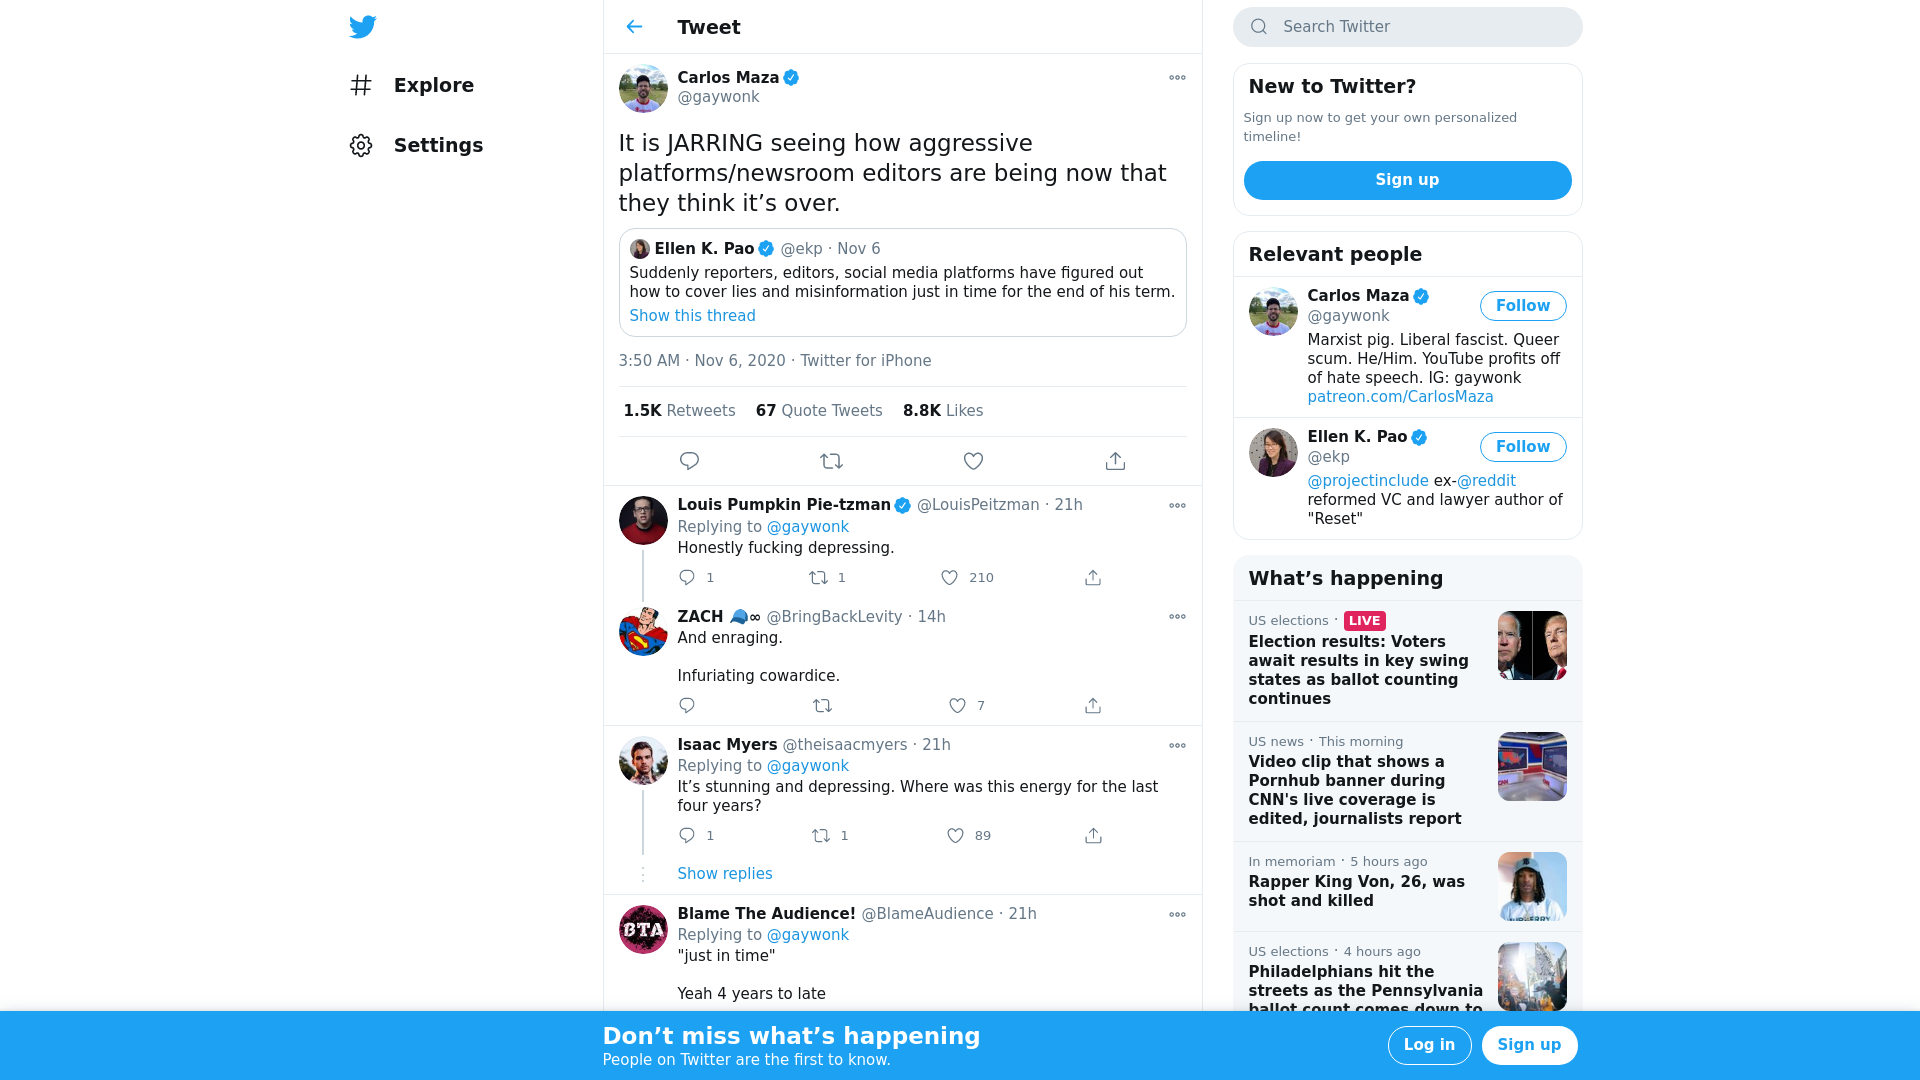 Explore
Settings
Tweet
Carlos Maza
@gaywonk
It is JARRING seeing how aggressive
platforms/newsroom editors are being now that
they think it’s over.
Ellen K. Pao @ekp · Nov 6
Suddenly reporters, editors, social media platforms have figured out
how to cover lies and misinformation just in time for the end of his term.
Show this thread
3:50 AM · Nov 6, 2020 · Twitter for iPhone
1.5K Retweets 67 Quote Tweets 8.8K Likes
Louis Pumpkin Pie-tzman @LouisPeitzman · 21h
Replying to @gaywonk
Honestly fucking depressing.
1 1 210
ZACH 🧢∞ @BringBackLevity · 14h
And enraging.
Infuriating cowardice.
7
Isaac Myers @theisaacmyers · 21h
Replying to @gaywonk
It’s stunning and depressing. Where was this energy for the last
four years?
1 1 89
Show replies
BTA
Blame The Audience! @BlameAudience · 21h
Replying to @gaywonk
"just in time"
Yeah 4 years to late
Search Twitter
New to Twitter?
Sign up now to get your own personalized
timeline!
Sign up
Relevant people
Carlos Maza
@gaywonk
Follow
Marxist pig. Liberal fascist. Queer
scum. He/Him. YouTube profits off
of hate speech. IG: gaywonk
patreon.com/CarlosMaza
Ellen K. Pao
@ekp
Follow
@projectinclude ex-@reddit
reformed VC and lawyer author of
"Reset"
What’s happening
US elections · LIVE
Election results: Voters
await results in key swing
states as ballot counting
continues
US news · This morning
Video clip that shows a
Pornhub banner during
CNN's live coverage is
edited, journalists report
In memoriam · 5 hours ago
Rapper King Von, 26, was
shot and killed
US elections · 4 hours ago
Philadelphians hit the
streets as the Pennsylvania
ballot count comes down to
Don’t miss what’s happening
People on Twitter are the first to know.
Log in
Sign up